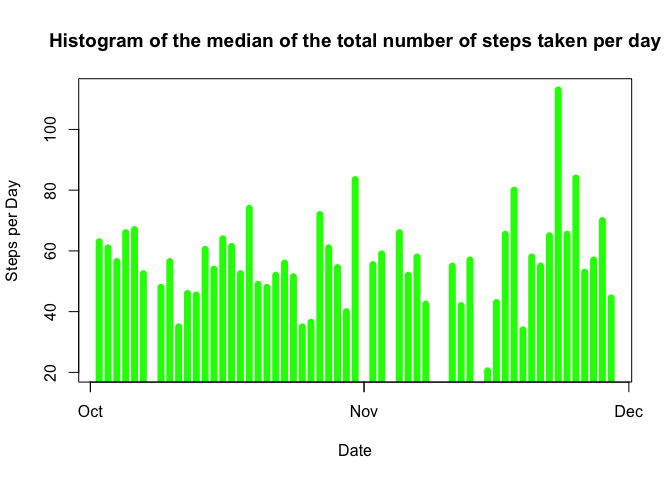 Histogram of the median of the total number of steps taken per day
Steps per Day
100
80
60
40
20
Oct
Nov
Dec
Date